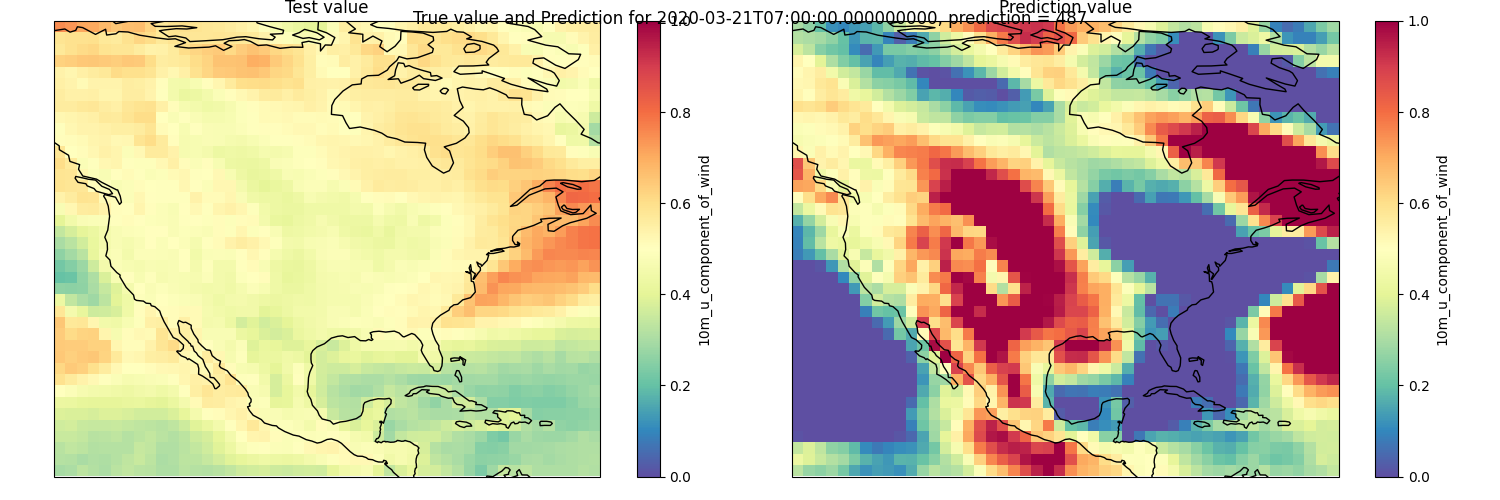 Test value
True value and Prediction for 2020-03-21T07:00:00.000000000, prediction = 487
Prediction value
1.0
0.8
0.6
0.4
0.2
0.0
10m_u_component_of_wind
1.0
0.8
0.6
0.4
0.2
0.0
10m_u_component_of_wind